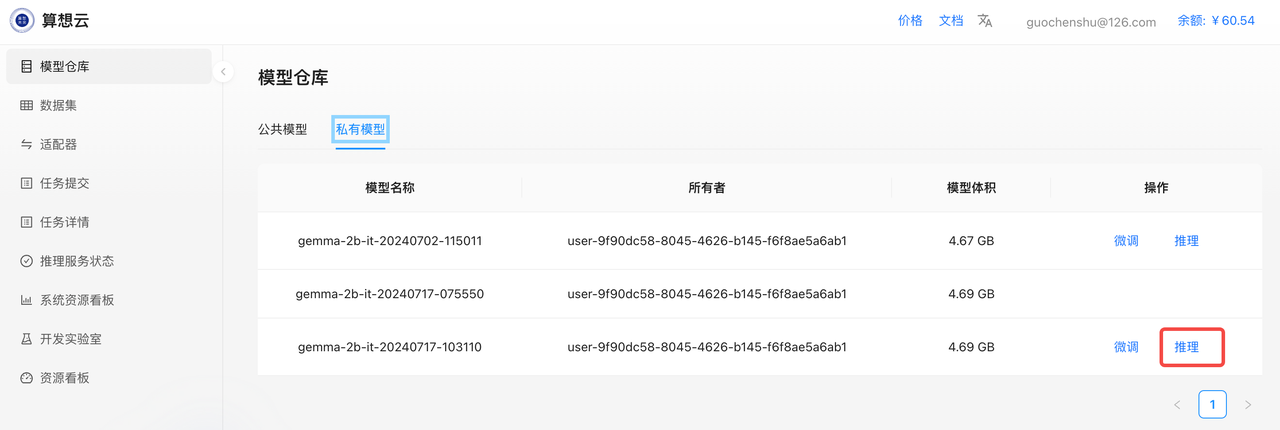 算想云
价格 文档 guochenshu@126.com 余额: ¥ 60.54
模型仓库
数据集
适配器
任务提交
任务详情
推理服务状态
系统资源看板
开发实验室
资源看板
模型仓库
公共模型 私有模型
模型名称 所有者 模型体积 操作
gemma-2b-it-20240702-115011 user-9f90dc58-8045-4626-b145-f6f8ae5a6ab1 4.67 GB 微调 推理
gemma-2b-it-20240717-075550 user-9f90dc58-8045-4626-b145-f6f8ae5a6ab1 4.69 GB
gemma-2b-it-20240717-103110 user-9f90dc58-8045-4626-b145-f6f8ae5a6ab1 4.69 GB 微调 推理
1